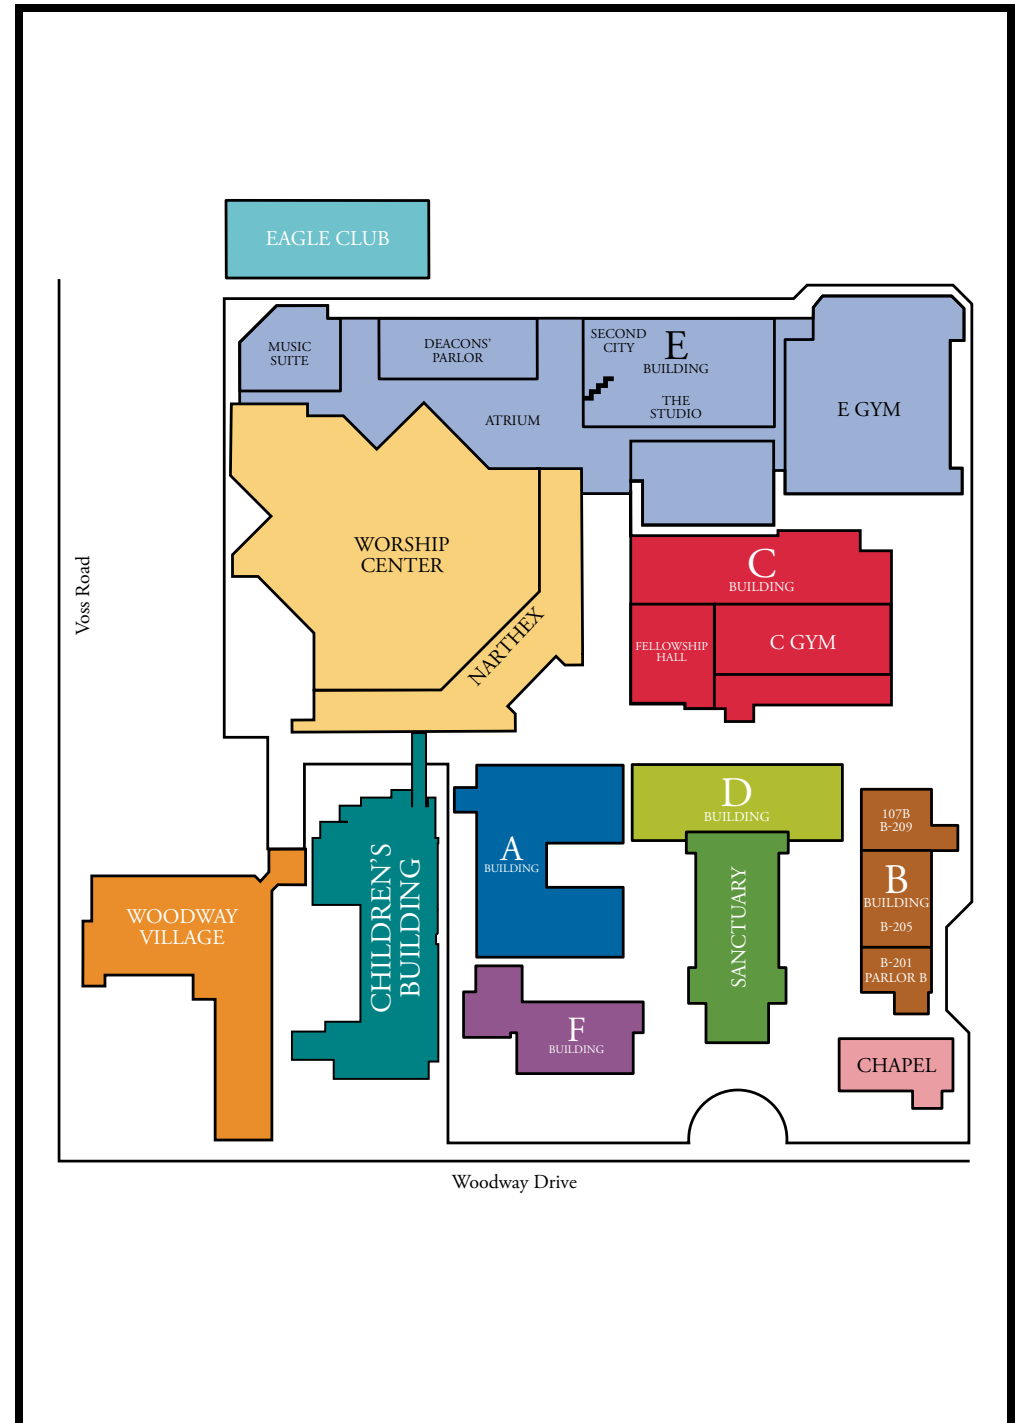 EAGLE CLUB
MUSIC
SUITE
DEACONS’
PARLOR
SECOND
CITY
E
BUILDING
THE
STUDIO
ATRIUM
E GYM
WORSHIP
CENTER
NARTHEX
C
BUILDING
FELLOWSHIP
HALL
C GYM
Voss Road
A
BUILDING
D
BUILDING
SANCTUARY
107B
B-209
B
BUILDING
B-205
B-201
PARLOR B
WOODWAY
VILLAGE
CHILDREN’S
BUILDING
F
BUILDING
CHAPEL
Woodway Drive